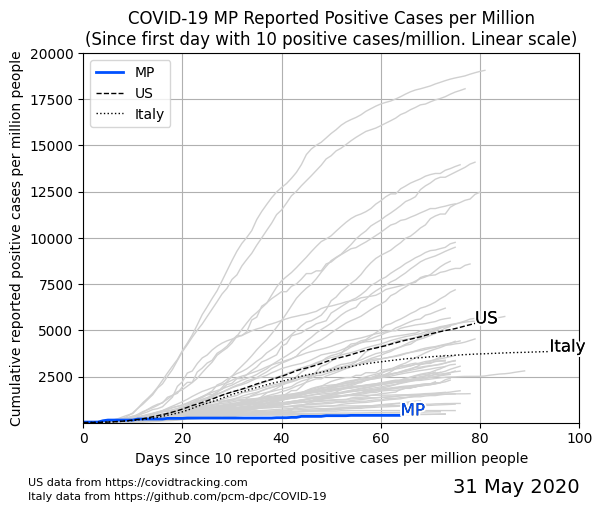 COVID-19 MP Reported Positive Cases per Million
(Since first day with 10 positive cases/million. Linear scale)
Cumulative reported positive cases per million people
20000
17500
15000
12500
10000
7500
5000
2500
MP
US
Italy
US
Italy
MP
0 20 40 60 80 100
Days since 10 reported positive cases per million people
US data from https://covidtracking.com
Italy data from https://github.com/pcm-dpc/COVID-19
31 May 2020